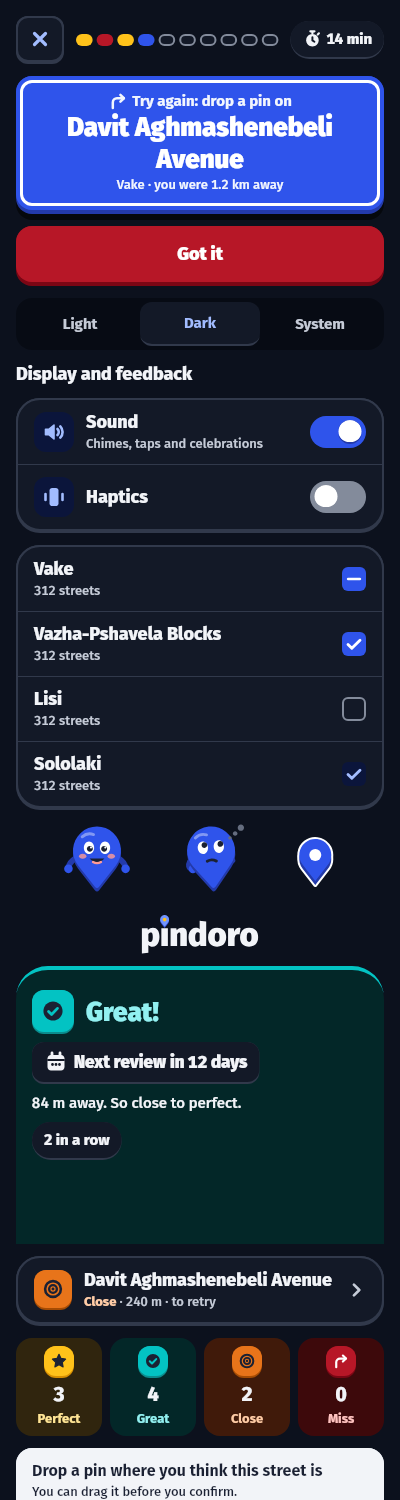 14 min
Try again: drop a pin on
Davit Aghmashenebeli
Avenue
Vake · you were 1.2 km away
Got it
Light Dark System
Display and feedback
Sound
Chimes, taps and celebrations
Haptics
Vake
312 streets
Vazha-Pshavela Blocks
312 streets
Lisi
312 streets
Sololaki
312 streets
pindoro
Great!
Next review in 12 days
84 m away. So close to perfect.
2 in a row
Davit Aghmashenebeli Avenue
Close · 240 m · to retry
3 4 2 0
Perfect Great Close Miss
Drop a pin where you think this street is
You can drag it before you confirm.